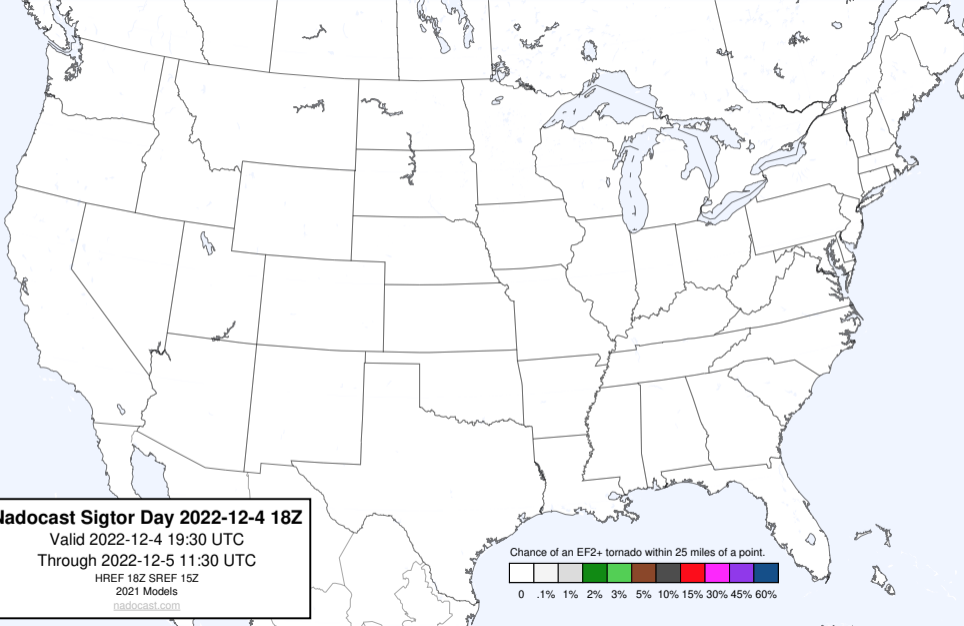 Nadocast Sigtor Day 2022-12-4 18Z
Valid 2022-12-4 19:30 UTC
Through 2022-12-5 11:30 UTC
HREF 18Z SREF 15Z
2021 Models
nadocast.com
Chance of an EF2+ tornado within 25 miles of a point.
0 .1% 1% 2% 3% 5% 10% 15% 30% 45% 60%